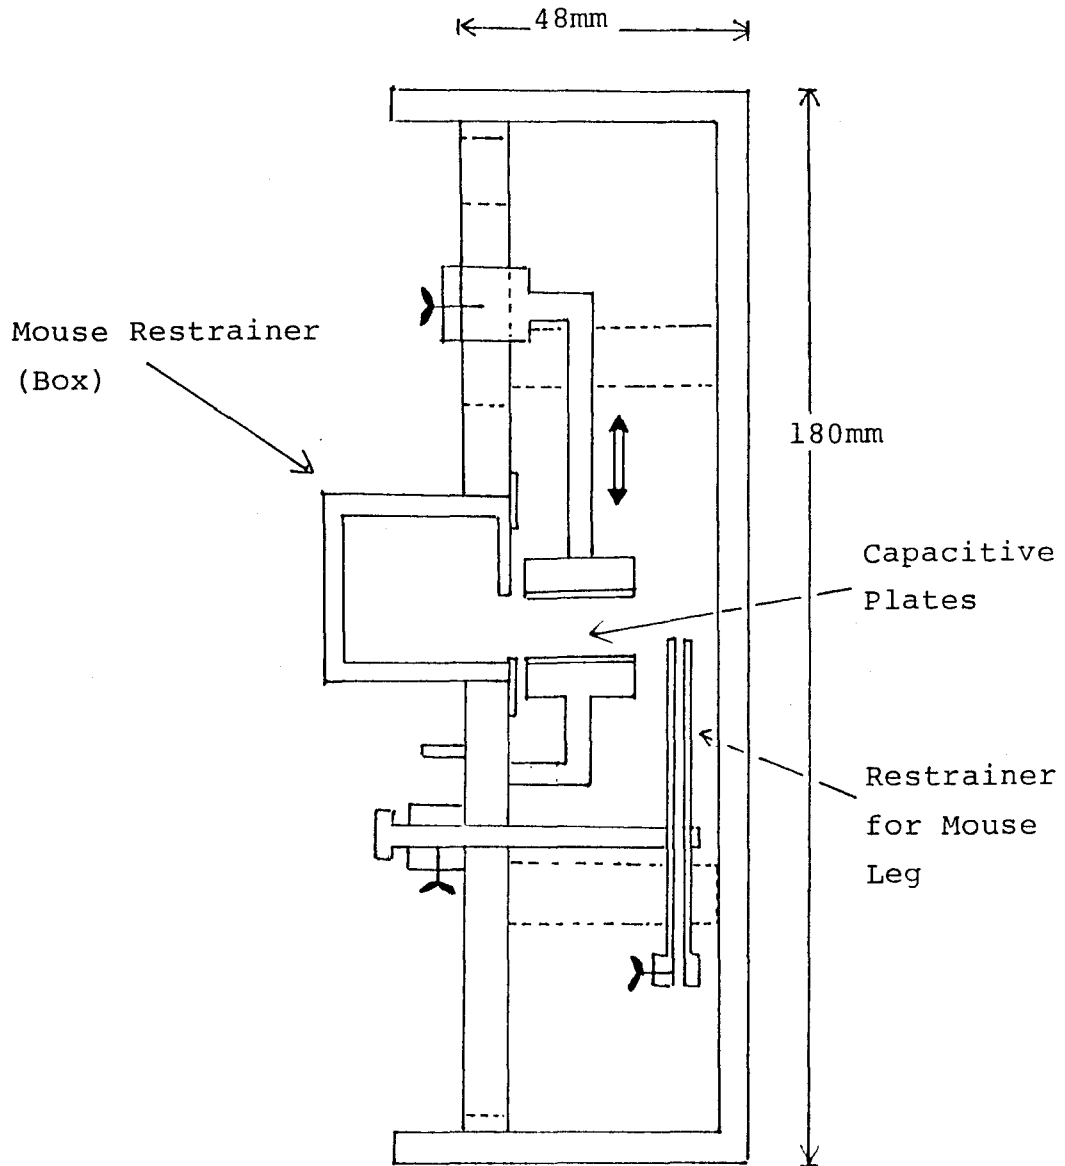 48mm
Mouse Restrainer
(Box)
180mm
Capacitive
Plates
Restrainer
for Mouse
Leg